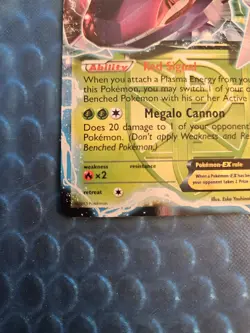 Ability Red Signal
When you attach a Plasma Energy from your
this Pokémon, you may switch 1 of your o
Benched Pokémon with his or her Active
Megalo Cannon
Does 20 damage to 1 of your opponent
Pokémon. (Don't apply Weakness and Re
Benched Pokémon.)
weakness resistance
×2
Pokémon-EX rule
When a Pokémon-EX has been
opponent takes 2 Prize
retreat
Illus. Eske Yoshino